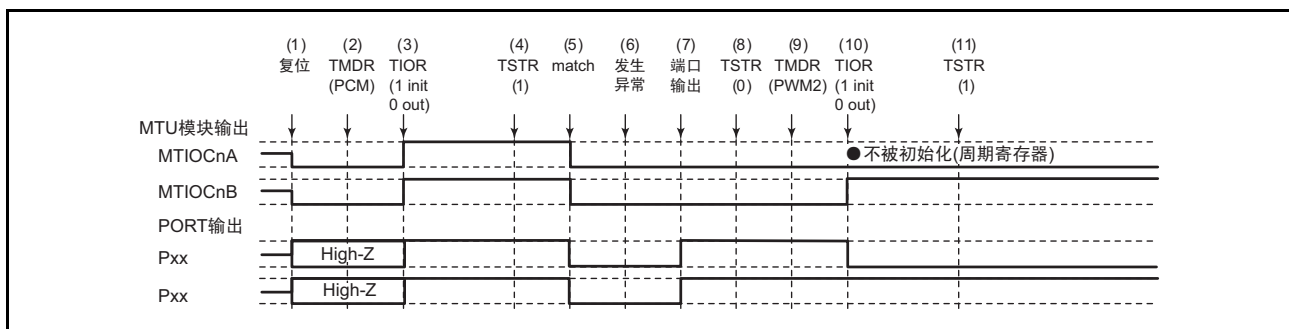 (1) (2) (3) (4) (5) (6) (7) (8) (9) (10) (11)
复位 TMDR TIOR TSTR match 发生 端口 TSTR TMDR TIOR TSTR
(PCM) (1 init (1) 异常 输出 (0) (PWM2) (1 init (1)
0 out) 0 out)
MTU模块输出
MTIOCnA ●不被初始化(周期寄存器)
MTIOCnB
PORT输出
Pxx High-Z
Pxx High-Z